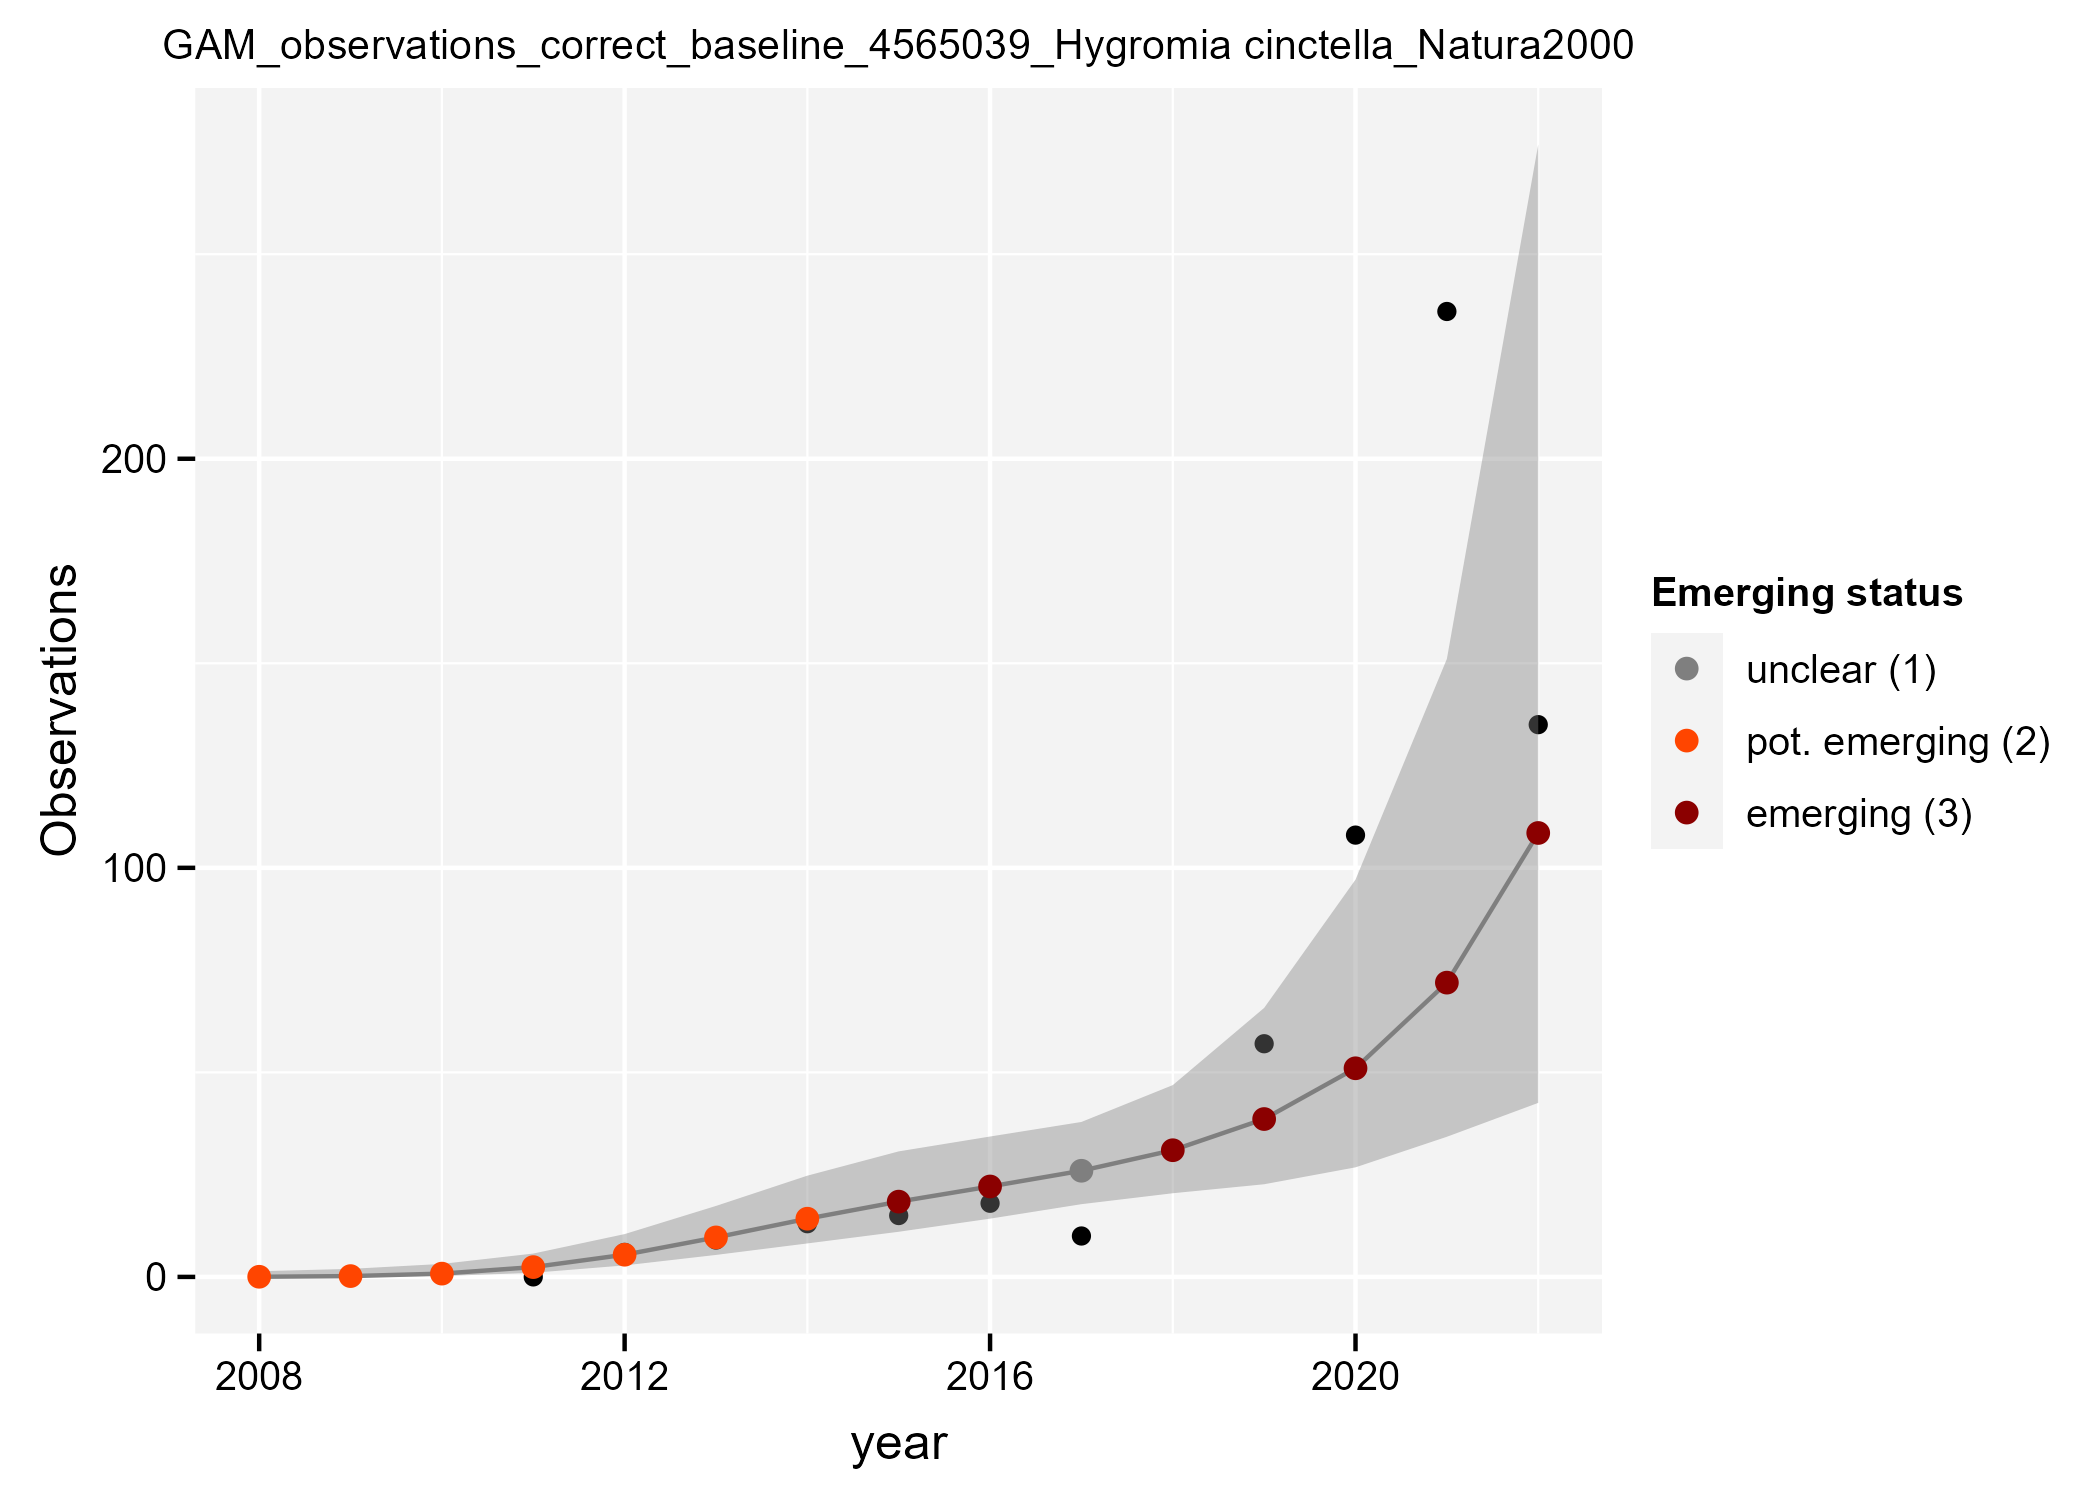 GAM_observations_correct_baseline_4565039_Hygromia cinctella_Natura2000
Observations
200
100
0
2008 2012 2016 2020
year
Emerging status
unclear (1)
pot. emerging (2)
emerging (3)